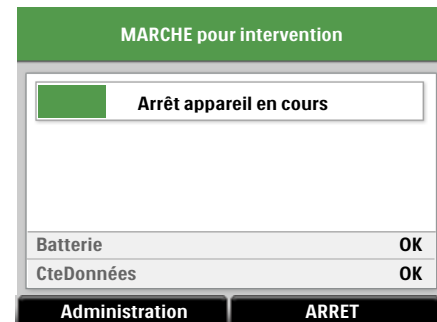 MARCHE pour intervention
Arrêt appareil en cours
Batterie OK
CteDonnées OK
Administration ARRET